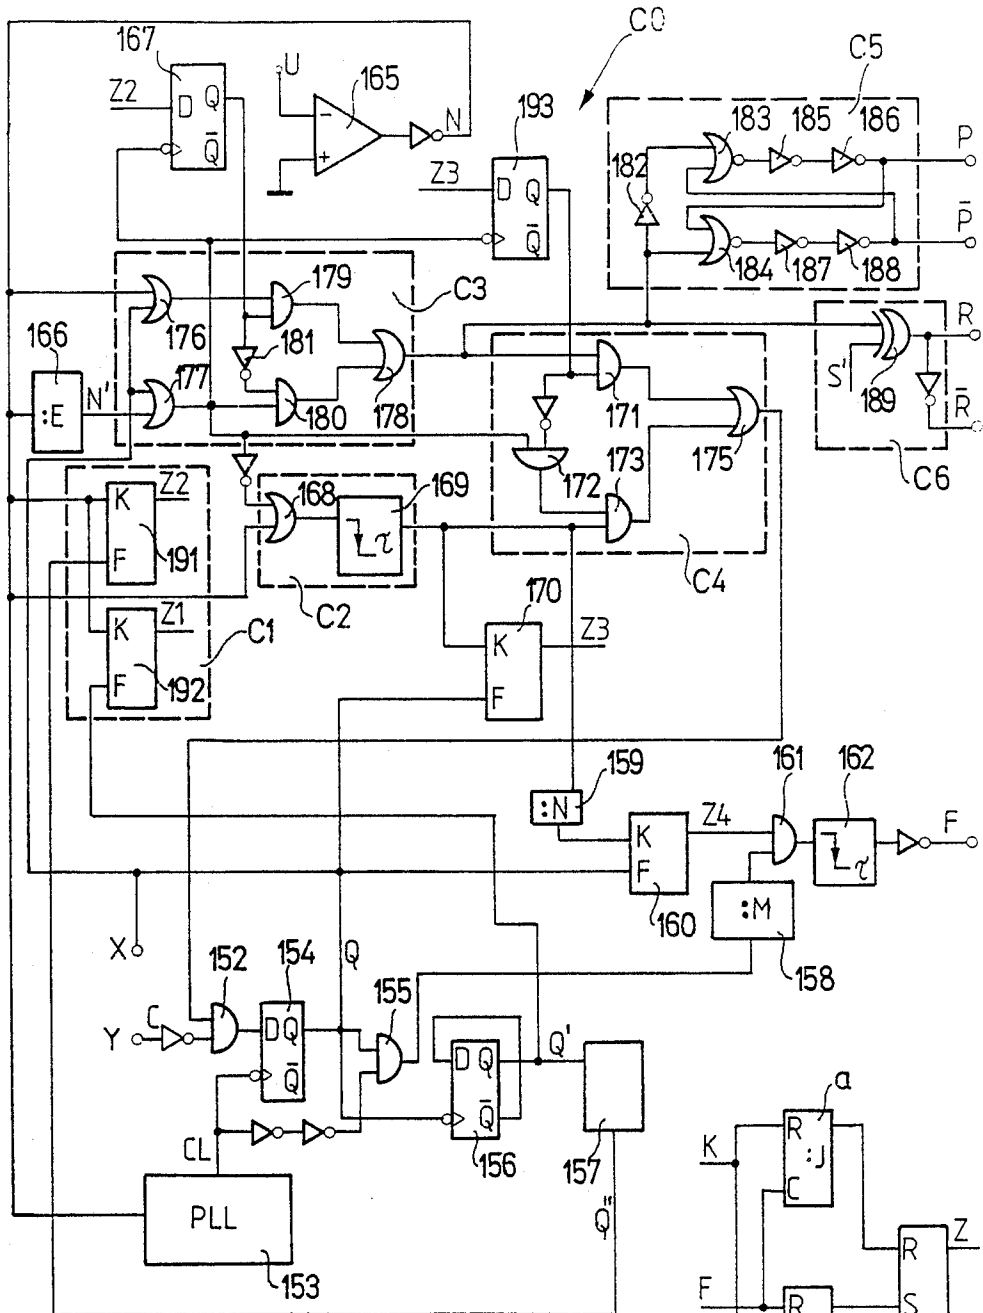 C0
167
U
165
N
193
C5
183
185
186
P
Z2
D Q
Q̄
-
+
Z3
D Q
Q̄
182
184
187
188
P̄
179
C3
176
181
166
:E
N'
177
180
178
171
175
S'
189
R
R̄
C6
172
173
C4
Z2
K
F
191
168
169
τ
C2
Z1
K
F
192
C1
170
K
F
Z3
159
:N
161
162
K
F
160
Z4
τ
F
:M
158
X
Q
152
154
155
Y
C
D Q
Q̄
D Q
Q̄
156
Q'
157
CL
PLL
153
Q''
a
K
R
:J
C
Z
R
S
F
R